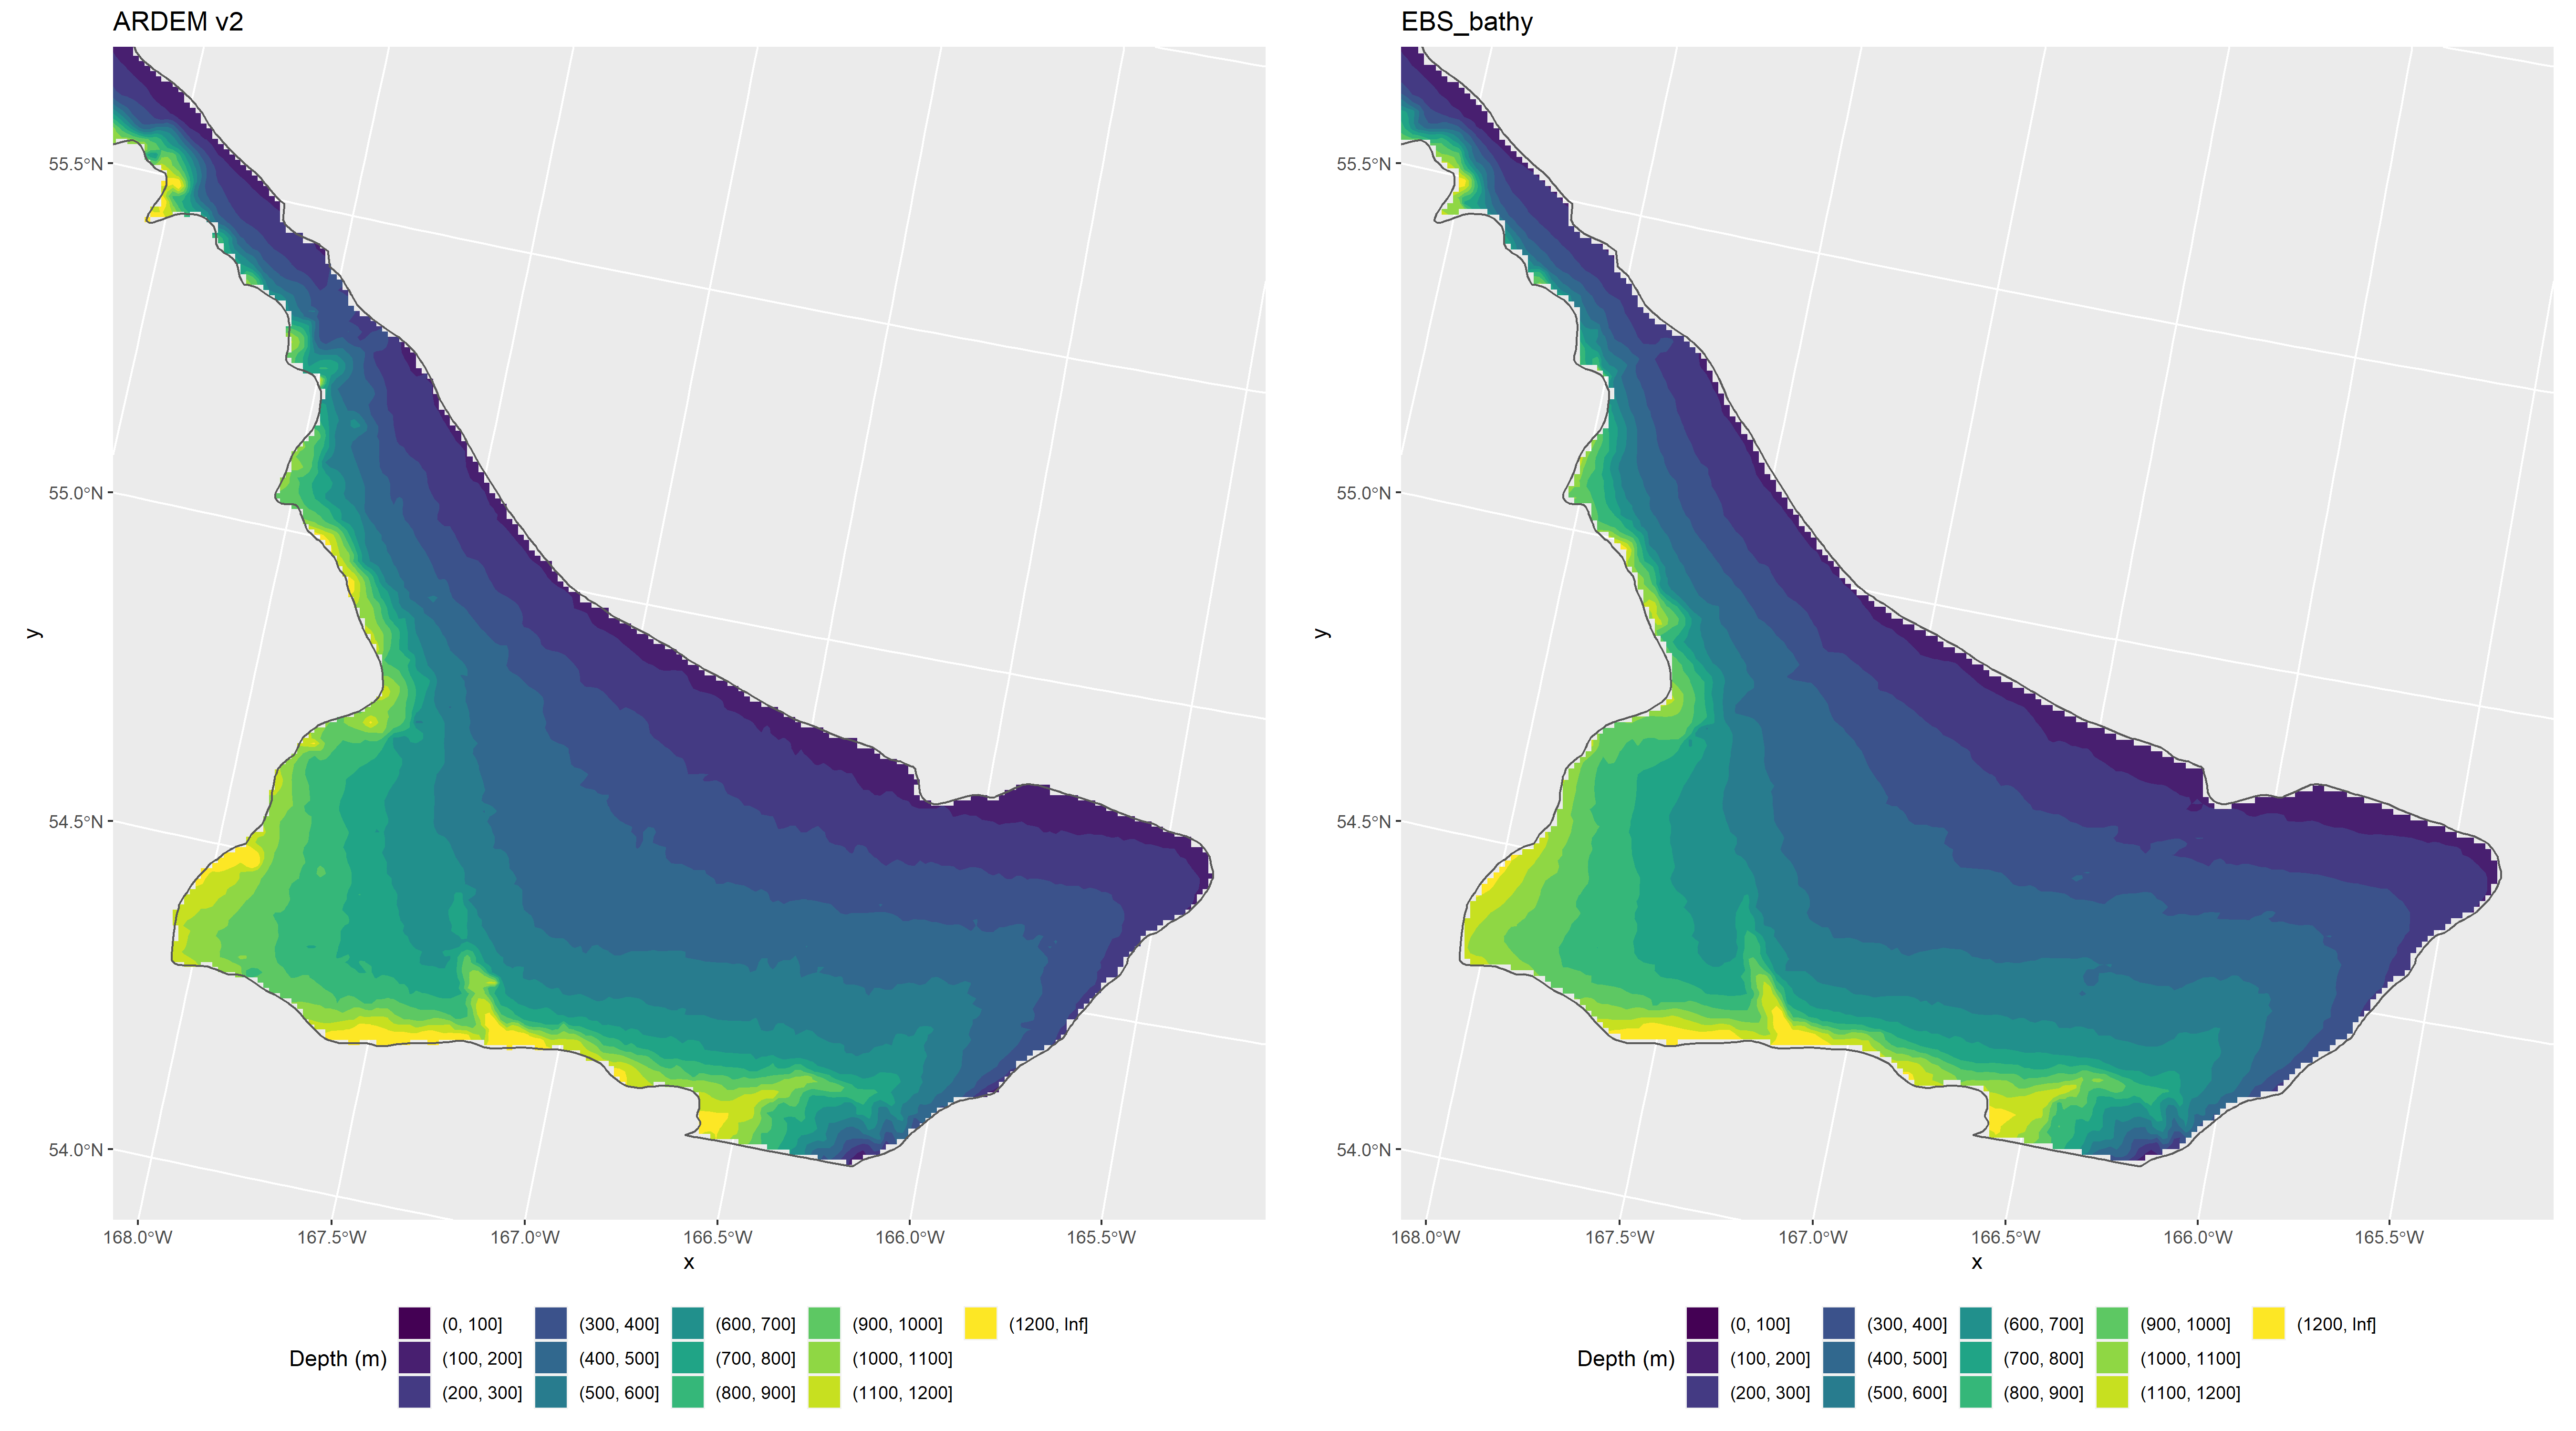 ARDEM v2
55.5°N
55.0°N
54.5°N
54.0°N
y
168.0°W 167.5°W 167.0°W 166.5°W 166.0°W 165.5°W
x
Depth (m)
(0, 100] (300, 400] (600, 700] (900, 1000] (1200, Inf]
(100, 200] (400, 500] (700, 800] (1000, 1100]
(200, 300] (500, 600] (800, 900] (1100, 1200]
EBS_bathy
55.5°N
55.0°N
54.5°N
54.0°N
y
168.0°W 167.5°W 167.0°W 166.5°W 166.0°W 165.5°W
x
Depth (m)
(0, 100] (300, 400] (600, 700] (900, 1000] (1200, Inf]
(100, 200] (400, 500] (700, 800] (1000, 1100]
(200, 300] (500, 600] (800, 900] (1100, 1200]